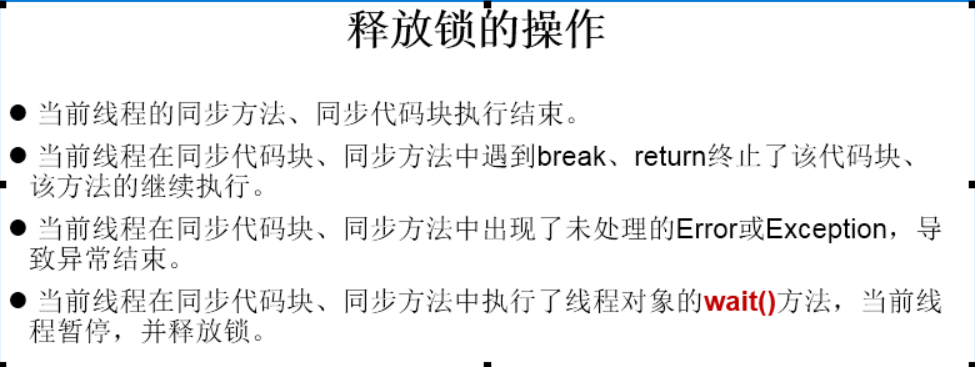 释放锁的操作
● 当前线程的同步方法、同步代码块执行结束。
● 当前线程在同步代码块、同步方法中遇到break、return终止了该代码块、
该方法的继续执行。
● 当前线程在同步代码块、同步方法中出现了未处理的Error或Exception，导
致异常结束。
● 当前线程在同步代码块、同步方法中执行了线程对象的wait()方法，当前线
程暂停，并释放锁。